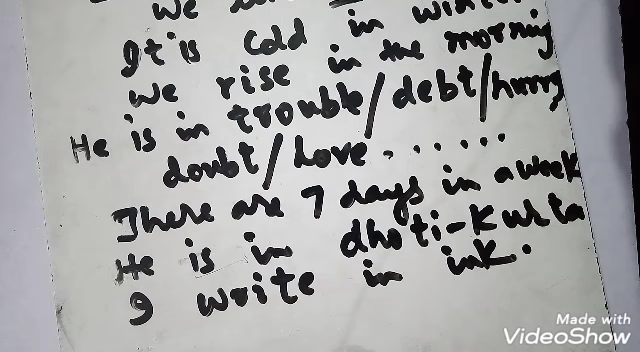 We
It is cold in winter
We rise in the morning
He is in trouble/debt/hurry
doubt/Love.......
There are 7 days in a week
He is in dhoti-kurta
I write in ink.
Made with
VideoShow